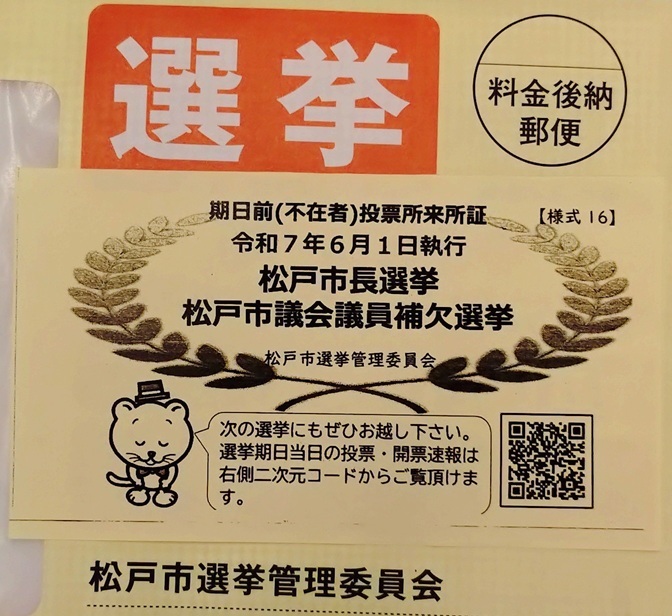 選挙
料金後納
郵便
期日前(不在者)投票所来所証
【様式 16】
令和7年6月1日執行
松戸市長選挙
松戸市議会議員補欠選挙
松戸市選挙管理委員会
次の選挙にもぜひお越し下さい。
選挙期日当日の投票・開票速報は
右側二次元コードからご覧頂けま
す。
松戸市選挙管理委員会